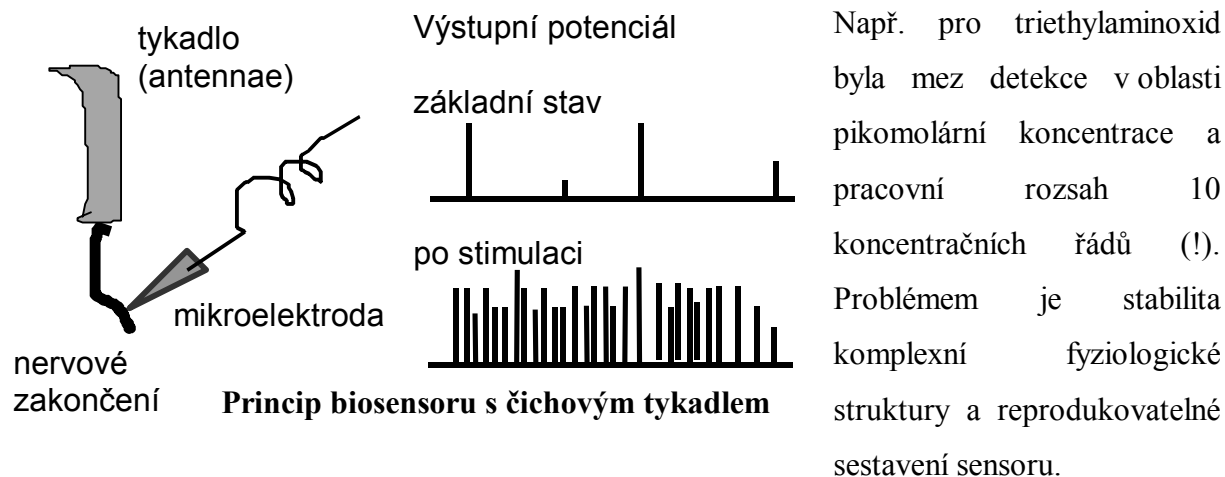 tykadlo
(antennae)
mikroelektroda
nervové
zakončení
Výstupní potenciál
základní stav
po stimulaci
Princip biosensoru s čichovým tykadlem
Např. pro triethylaminoxid
byla mez detekce v oblasti
pikomolární koncentrace a
pracovní rozsah 10
koncentračních řádů (!).
Problémem je stabilita
komplexní fyziologické
struktury a reprodukovatelné
sestavení sensoru.